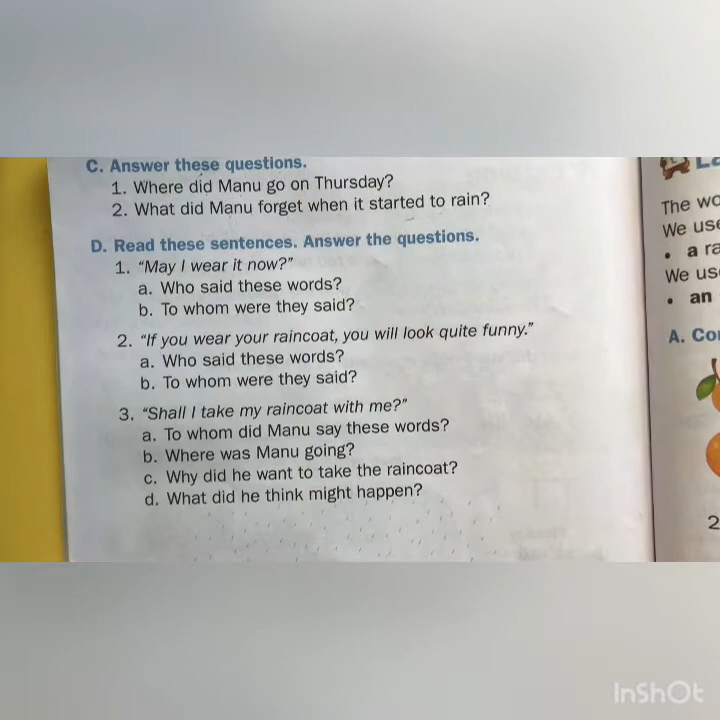 C. Answer these questions.
1. Where did Manu go on Thursday?
2. What did Manu forget when it started to rain?
D. Read these sentences. Answer the questions.
1. “May I wear it now?”
a. Who said these words?
b. To whom were they said?
2. “If you wear your raincoat, you will look quite funny.”
a. Who said these words?
b. To whom were they said?
3. “Shall I take my raincoat with me?”
a. To whom did Manu say these words?
b. Where was Manu going?
c. Why did he want to take the raincoat?
d. What did he think might happen?
The
We
• a
We
• an
A.
2
InShOt